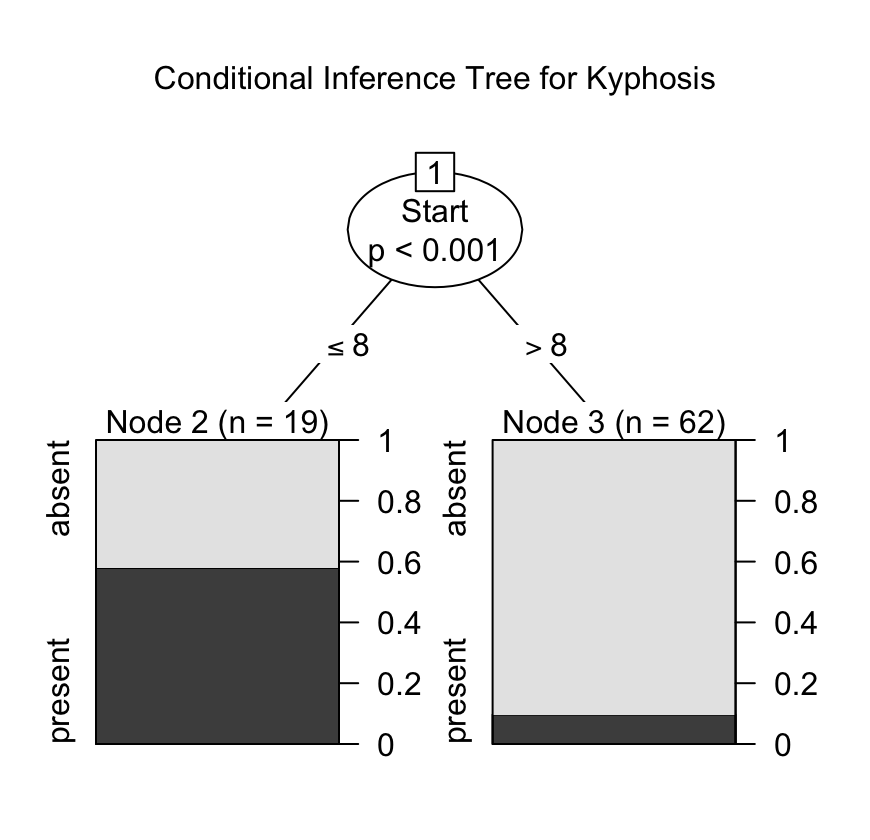 Conditional Inference Tree for Kyphosis
1
Start
p < 0.001
≤ 8
> 8
Node 2 (n = 19)
absent
present
1
0.8
0.6
0.4
0.2
0
Node 3 (n = 62)
absent
present
1
0.8
0.6
0.4
0.2
0